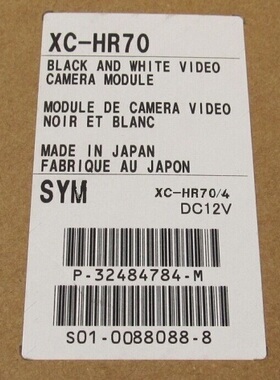 XC-HR70
BLACK AND WHITE VIDEO
CAMERA MODULE
MODULE DE CAMERA VIDEO
NOIR ET BLANC
MADE IN JAPAN
FABRIQUE AU JAPON
SYM
XC-HR70/4
DC12V
P-32484784-M
S01-0088088-8